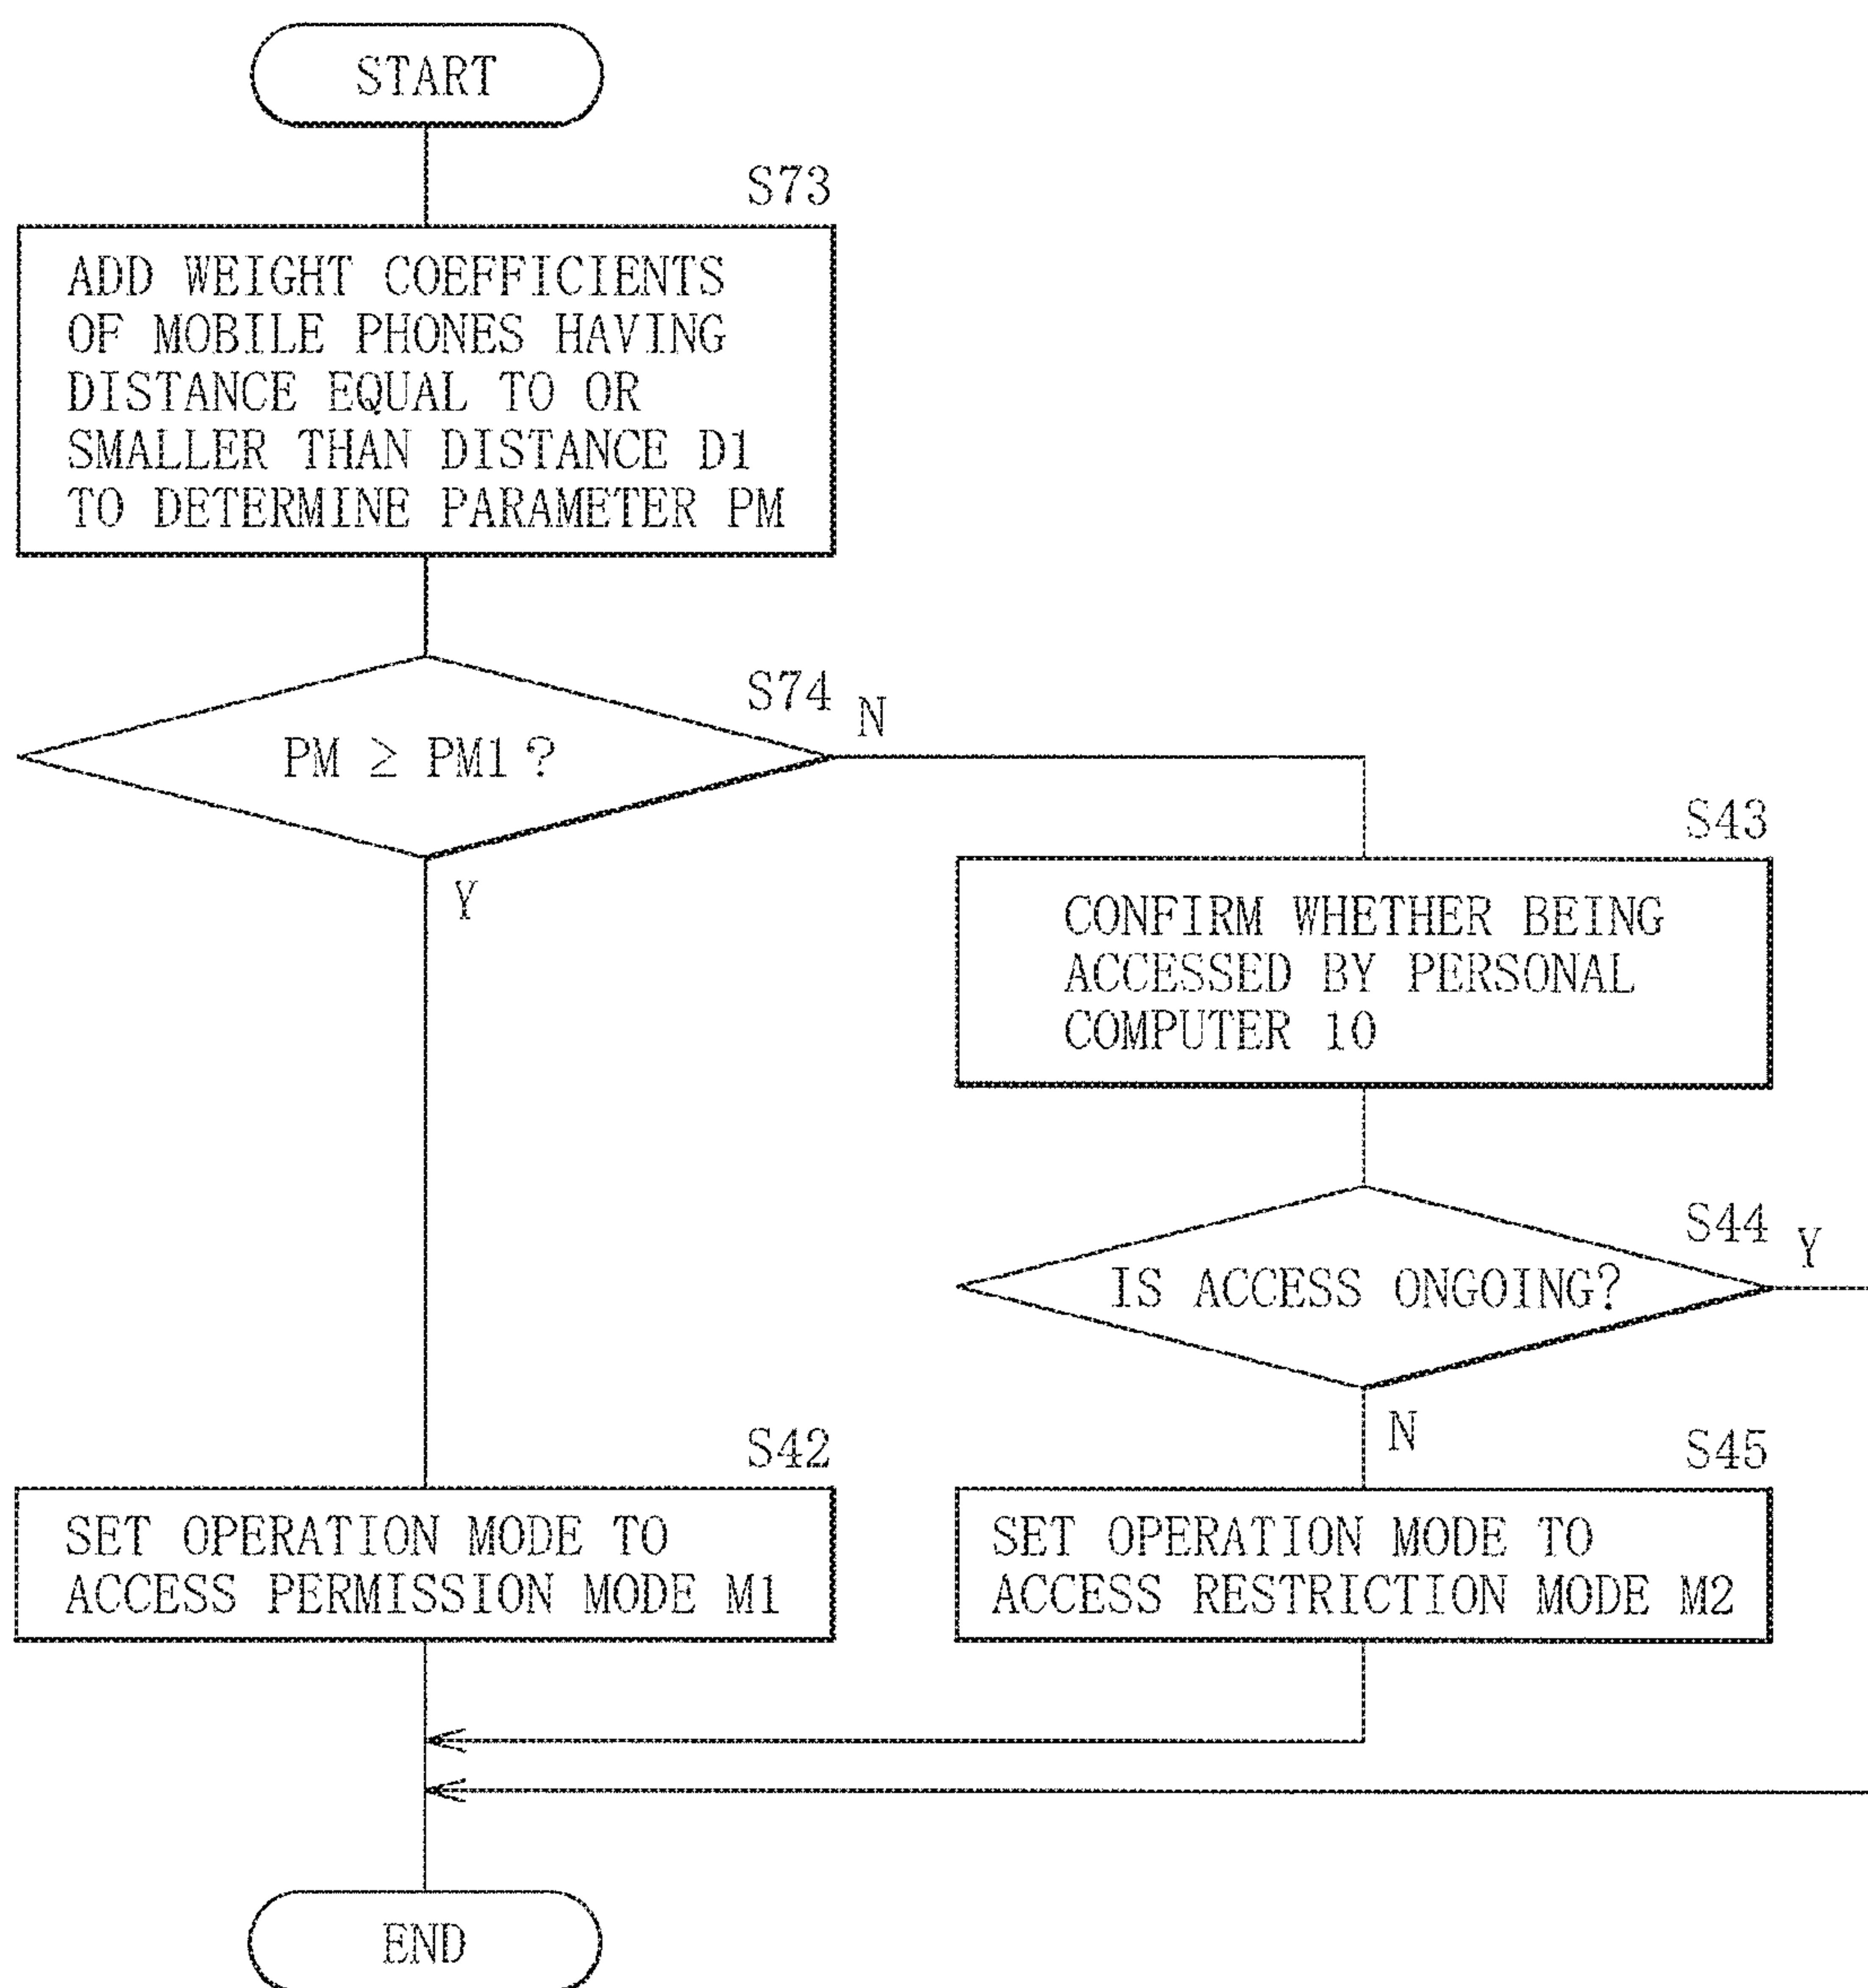 START
S73
ADD WEIGHT COEFFICIENTS
OF MOBILE PHONES HAVING
DISTANCE EQUAL TO OR
SMALLER THAN DISTANCE D1
TO DETERMINE PARAMETER PM
S74
N
PM ≥ PM1?
Y
S43
CONFIRM WHETHER BEING
ACCESSED BY PERSONAL
COMPUTER 10
S44
Y
IS ACCESS ONGOING?
N
S42
SET OPERATION MODE TO
ACCESS PERMISSION MODE M1
S45
SET OPERATION MODE TO
ACCESS RESTRICTION MODE M2
END